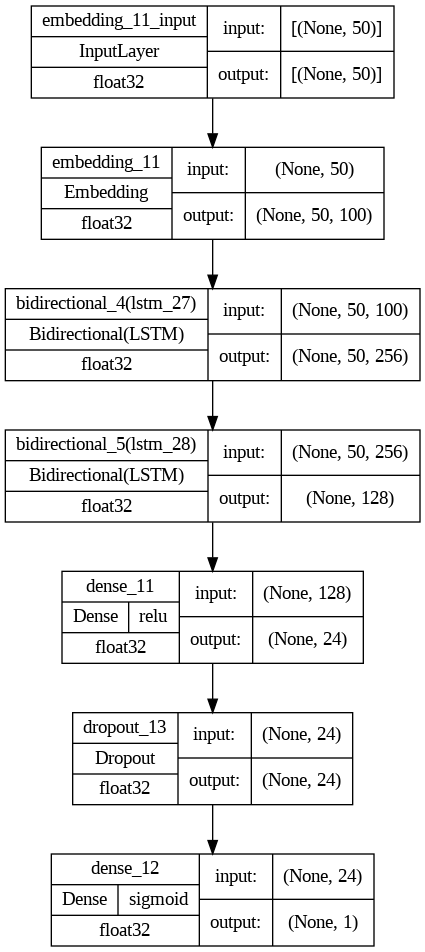 embedding_11_input input: [(None, 50)]
InputLayer
float32 output: [(None, 50)]
embedding_11 input: (None, 50)
Embedding
float32 output: (None, 50, 100)
bidirectional_4(lstm_27) input: (None, 50, 100)
Bidirectional(LSTM)
float32 output: (None, 50, 256)
bidirectional_5(lstm_28) input: (None, 50, 256)
Bidirectional(LSTM)
float32 output: (None, 128)
dense_11 input: (None, 128)
Dense relu
float32 output: (None, 24)
dropout_13 input: (None, 24)
Dropout
float32 output: (None, 24)
dense_12 input: (None, 24)
Dense sigmoid
float32 output: (None, 1)